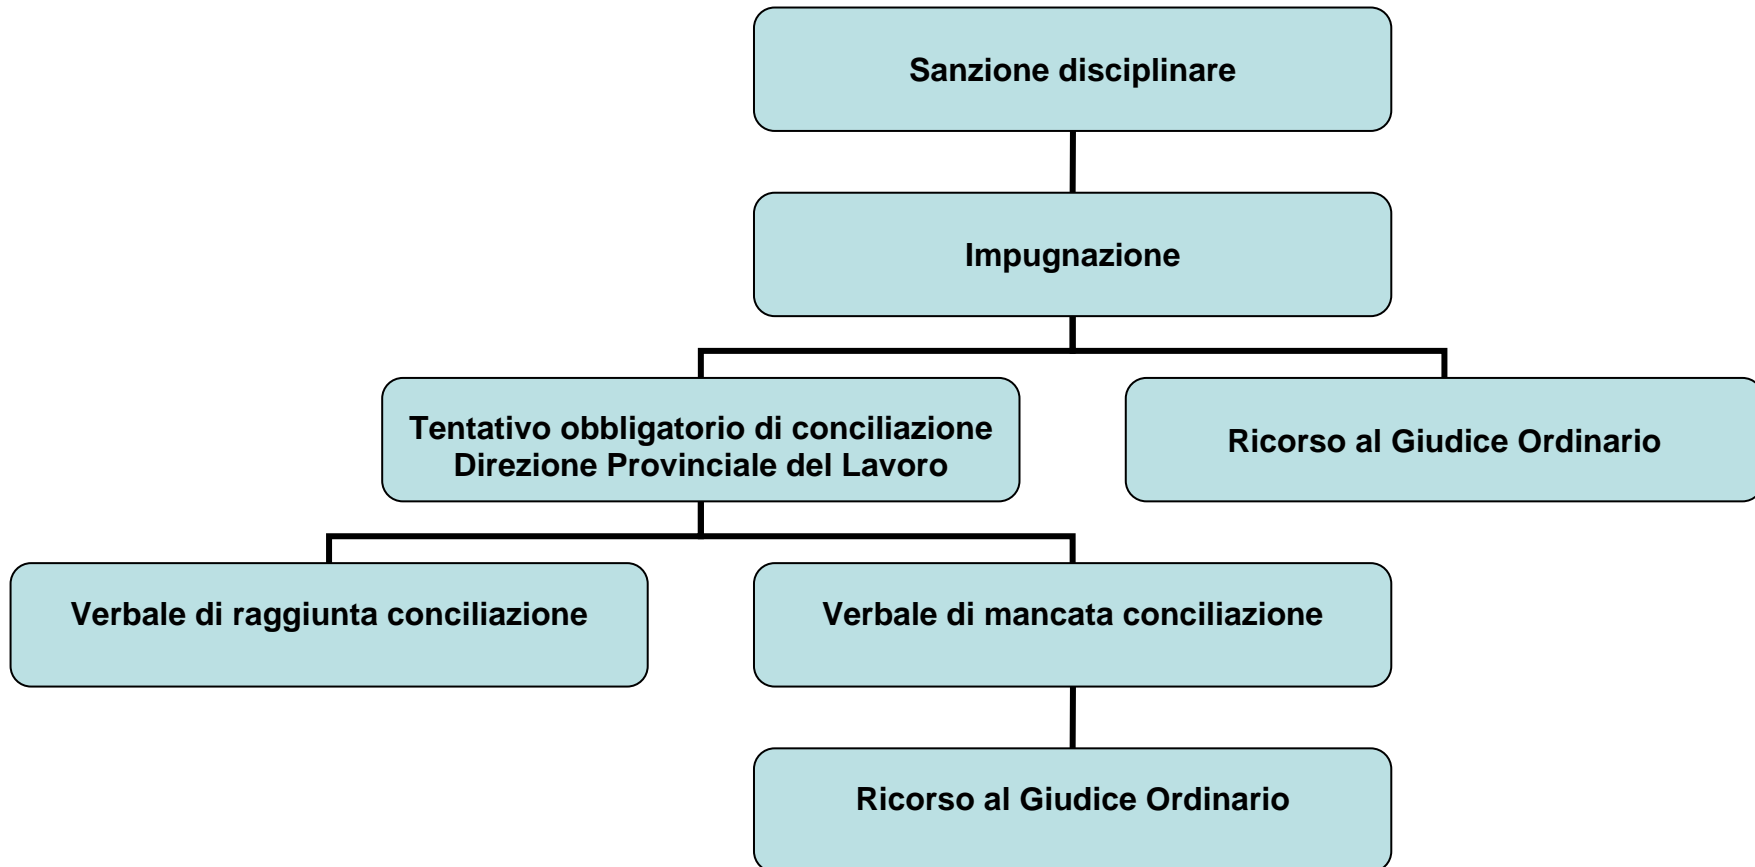 Sanzione disciplinare
Impugnazione
Tentativo obbligatorio di conciliazione
Direzione Provinciale del Lavoro
Ricorso al Giudice Ordinario
Verbale di raggiunta conciliazione
Verbale di mancata conciliazione
Ricorso al Giudice Ordinario